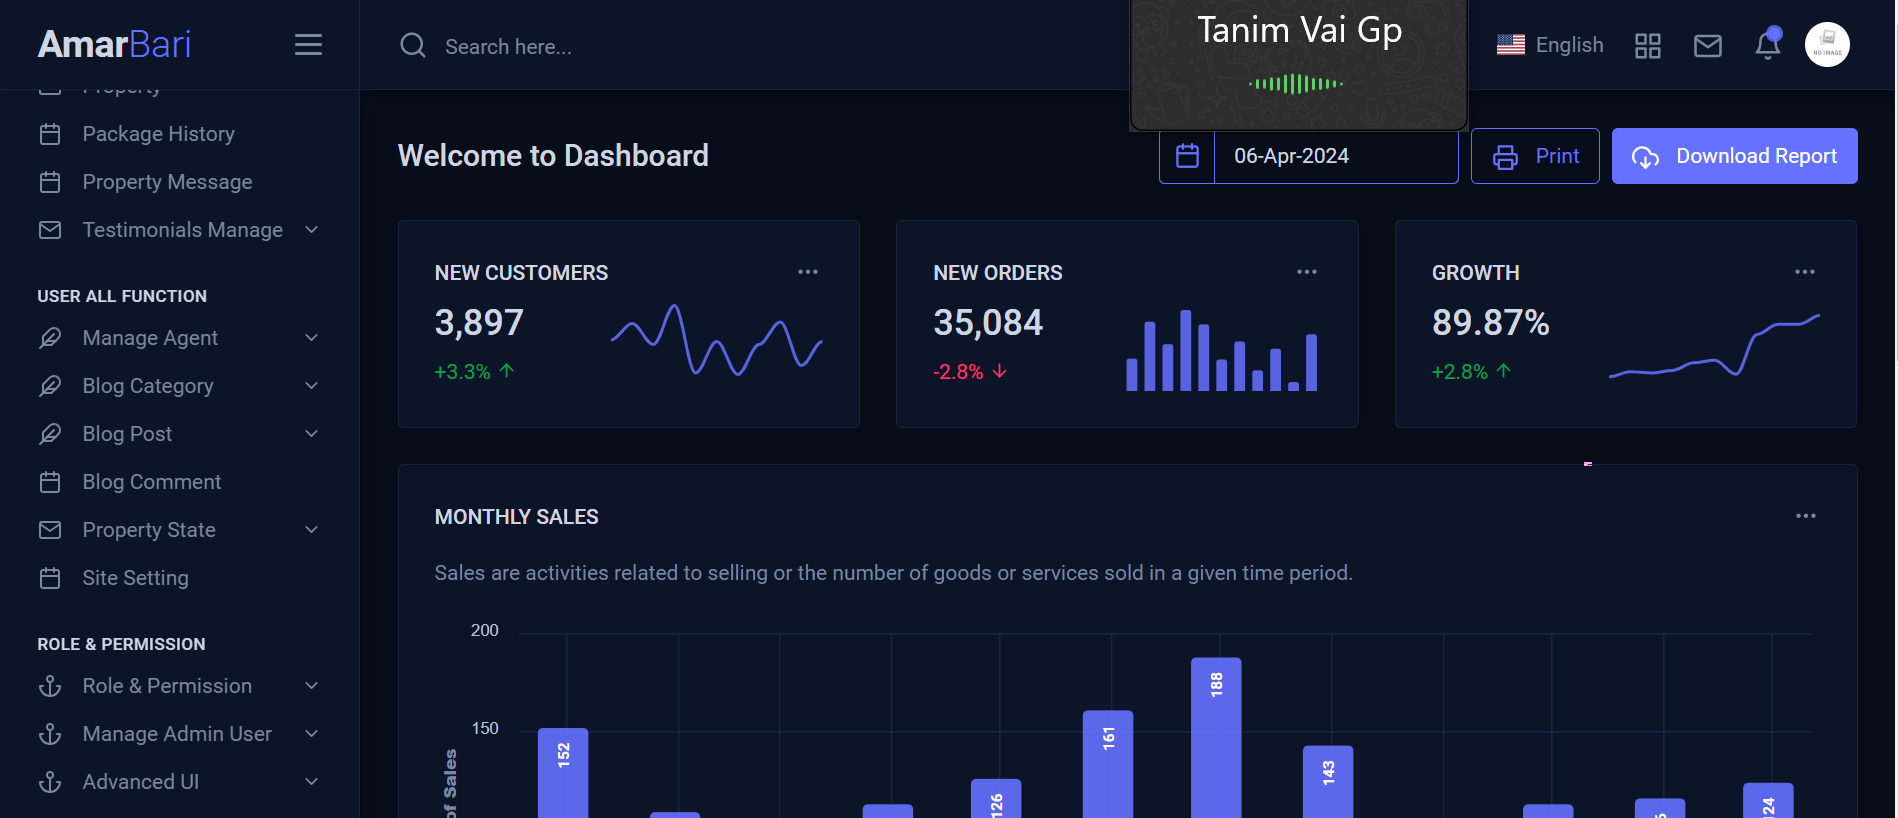 AmarBari
Search here...
Tanim Vai Gp
English
NO IMAGE
Property
Package History
Property Message
Testimonials Manage
USER ALL FUNCTION
Manage Agent
Blog Category
Blog Post
Blog Comment
Property State
Site Setting
ROLE & PERMISSION
Role & Permission
Manage Admin User
Advanced UI
Welcome to Dashboard
06-Apr-2024
Print
Download Report
NEW CUSTOMERS
3,897
+3.3%
NEW ORDERS
35,084
-2.8%
GROWTH
89.87%
+2.8%
MONTHLY SALES
Sales are activities related to selling or the number of goods or services sold in a given time period.
200
150
of Sales
152
126
161
188
143
124